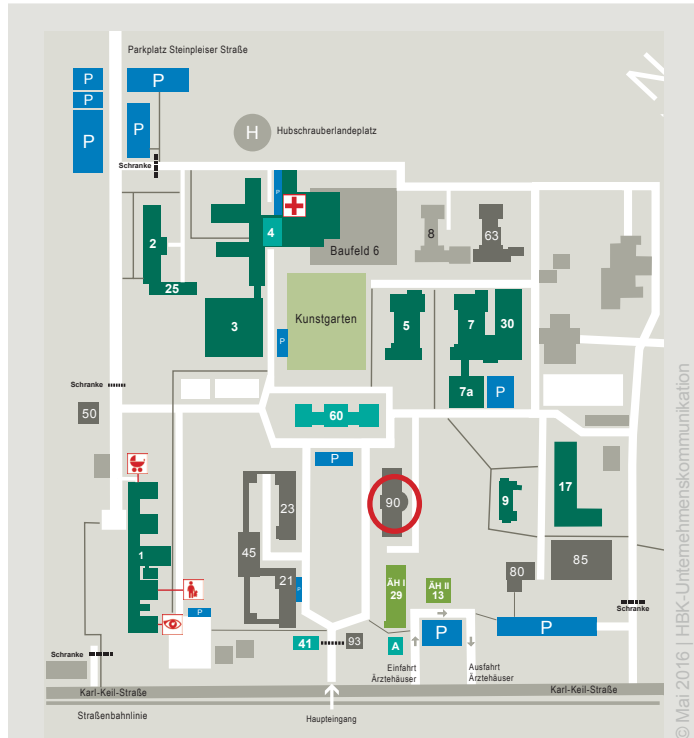 Parkplatz Steinpleiser Straße
P
P
P
P
P
H
Hubschrauberlandeplatz
Schranke
P
2
4
Baufeld 6
8
63
25
3
Kunstgarten
P
5
7
30
7a
P
Schranke
50
60
P
23
90
9
17
45
1
21
ÄH I
29
ÄH II
13
80
85
P
P
Schranke
P
41
93
A
Einfahrt
Ärztehäuser
Ausfahrt
Ärztehäuser
Schranke
Karl-Keil-Straße
Karl-Keil-Straße
Straßenbahnlinie
Haupteingang
P
© Mai 2016 | HBK-Unternehmenskommunikation